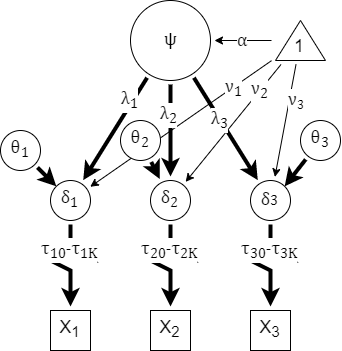 ψ
α
1
λ1
λ2
λ3
ν1
ν2
ν3
θ1
θ2
θ3
δ1
δ2
δ3
τ10-τ1K
τ20-τ2K
τ30-τ3K
X1
X2
X3